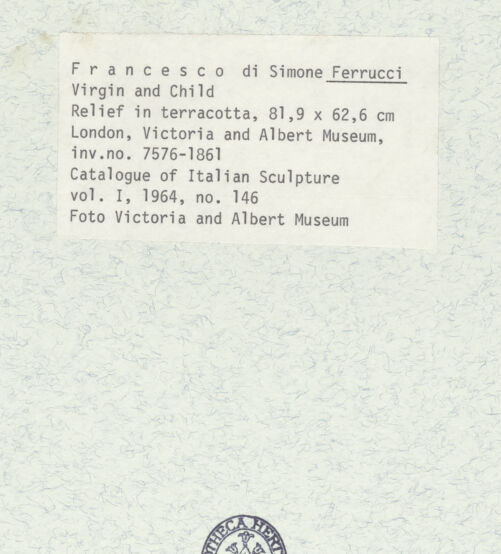 F r a n c e s c o di Simone Ferrucci
Virgin and Child
Relief in terracotta, 81,9 x 62,6 cm
London, Victoria and Albert Museum,
inv.no. 7576-1861
Catalogue of Italian Sculpture
vol. I, 1964, no. 146
Foto Victoria and Albert Museum